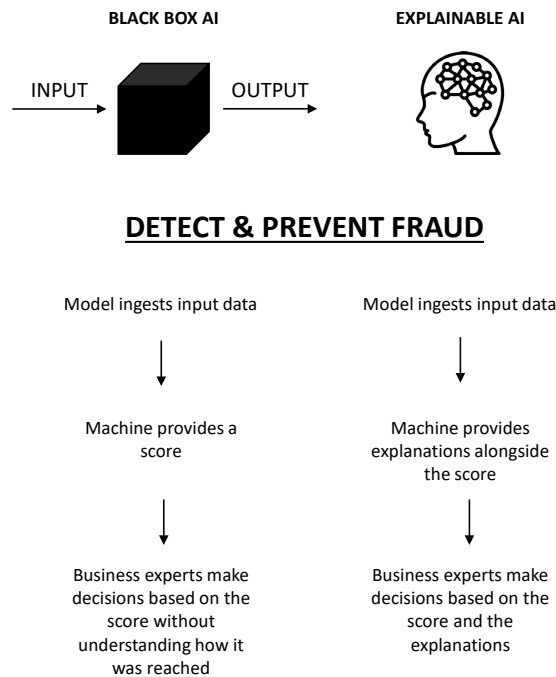 BLACK BOX AI
EXPLAINABLE AI
INPUT
OUTPUT
DETECT & PREVENT FRAUD
Model ingests input data
Machine provides a
score
Business experts make
decisions based on the
score without
understanding how it
was reached
Model ingests input data
Machine provides
explanations alongside
the score
Business experts make
decisions based on the
score and the
explanations